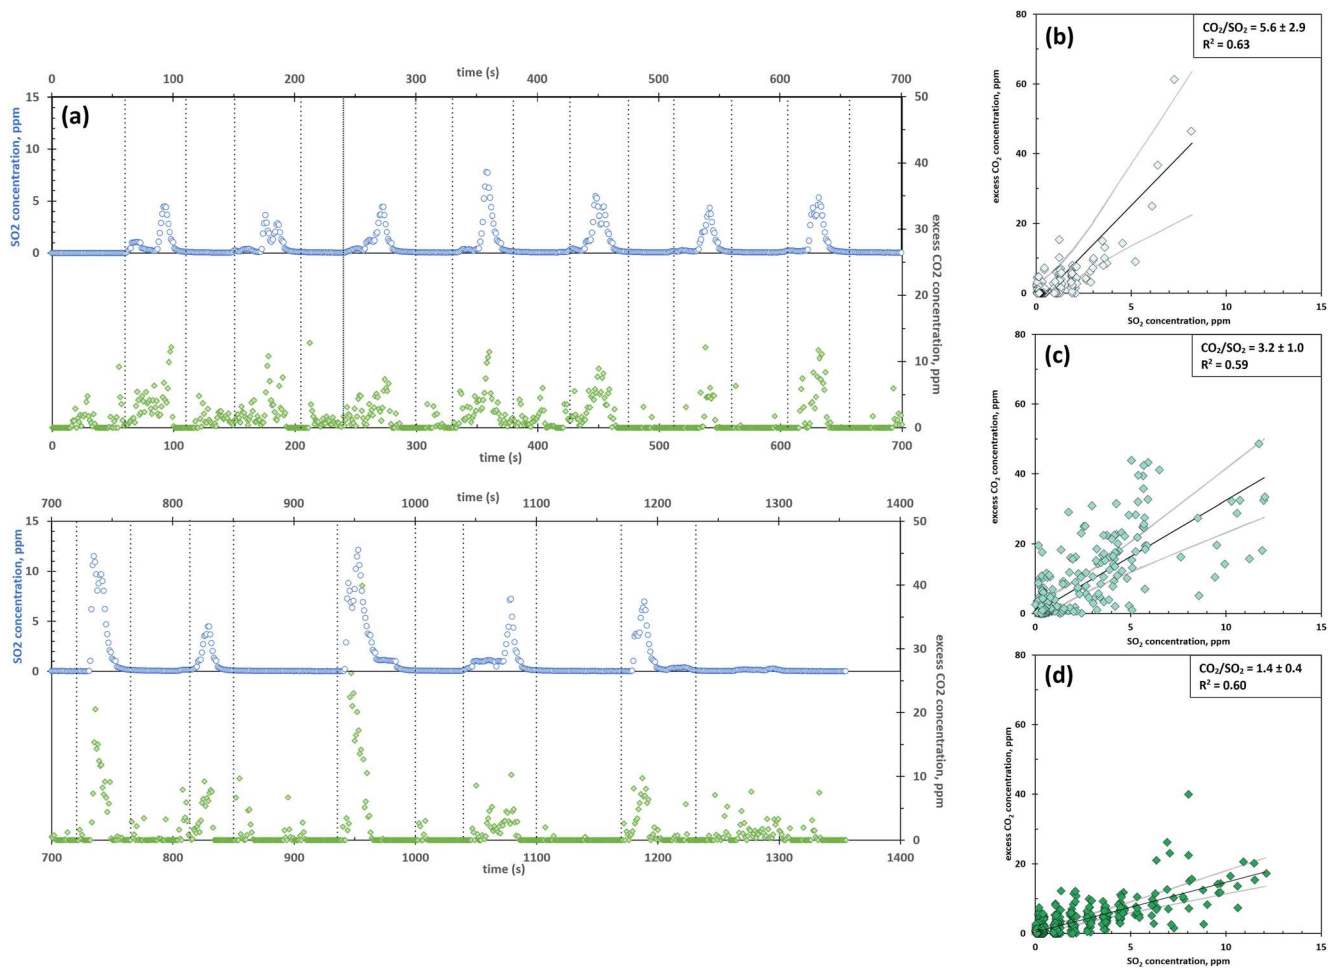 time (s)
0 100 200 300 400 500 600 700
(a)
SO2 concentration, ppm
15
10
5
0
excess CO2 concentration, ppm
50
40
30
20
10
0
0 100 200 300 400 500 600 700
time (s)
time (s)
700 800 900 1000 1100 1200 1300 1400
SO2 concentration, ppm
15
10
5
0
excess CO2 concentration, ppm
50
40
30
20
10
0
700 800 900 1000 1100 1200 1300 1400
time (s)
(b)
CO₂/SO₂ = 5.6 ± 2.9
R² = 0.63
excess CO₂ concentration, ppm
80
60
40
20
0
0 5 10 15
SO₂ concentration, ppm
(c)
CO₂/SO₂ = 3.2 ± 1.0
R² = 0.59
excess CO₂ concentration, ppm
80
60
40
20
0
0 5 10 15
SO₂ concentration, ppm
(d)
CO₂/SO₂ = 1.4 ± 0.4
R² = 0.60
excess CO₂ concentration, ppm
80
60
40
20
0
0 5 10 15
SO₂ concentration, ppm